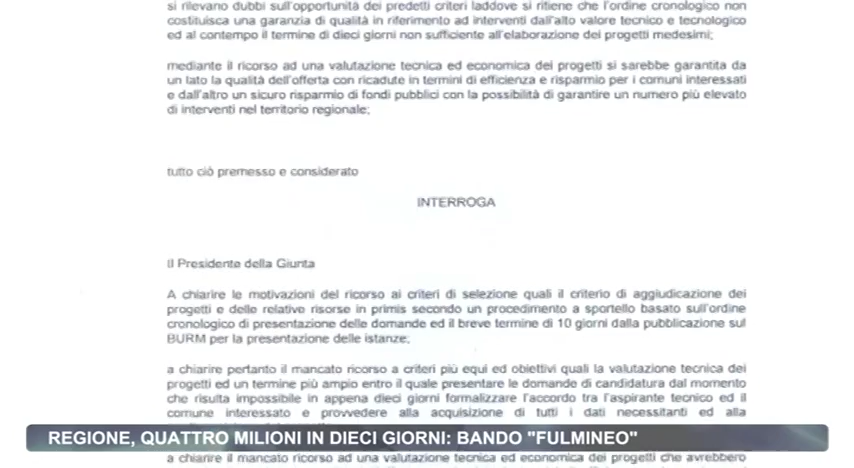 si rilevano dubbi sull'opportunità dei predetti criteri laddove si ritiene che l'ordine cronologico non
costituisca una garanzia di qualità in riferimento ad interventi dall'alto valore tecnico e tecnologico
ed al contempo il termine di dieci giorni non sufficiente all'elaborazione dei progetti medesimi;
mediante il ricorso ad una valutazione tecnica ed economica dei progetti si sarebbe garantita da
un lato la qualità dell'offerta con ricadute in termini di efficienza e risparmio per i comuni interessati
e dall'altro un sicuro risparmio di fondi pubblici con la possibilità di garantire un numero più elevato
di interventi nel territorio regionale;
tutto ciò premesso e considerato
INTERROGA
Il Presidente della Giunta
A chiarire le motivazioni del ricorso ai criteri di selezione quali il criterio di aggiudicazione dei
progetti e delle relative risorse in primis secondo un procedimento a sportello basato sull'ordine
cronologico di presentazione delle domande ed il breve termine di 10 giorni dalla pubblicazione sul
BURM per la presentazione delle istanze;
a chiarire pertanto il mancato ricorso a criteri più equi ed obiettivi quali la valutazione tecnica dei
progetti ed un termine più ampio entro il quale presentare le domande di candidatura dal momento
che risulta impossibile in appena dieci giorni formalizzare l'accordo tra l'aspirante tecnico ed il
comune interessato e provvedere alla acquisizione di tutti i dati necessitanti ed alla
REGIONE, QUATTRO MILIONI IN DIECI GIORNI: BANDO "FULMINEO"
a chiarire il mancato ricorso ad una valutazione tecnica ed economica dei progetti che avrebbero